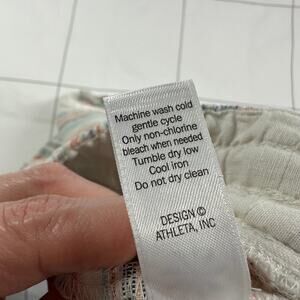 Machine wash cold
gentle cycle
Only non-chlorine
bleach when needed
Tumble dry low
Cool iron
Do not dry clean
DESIGN ©
ATHLETA, INC